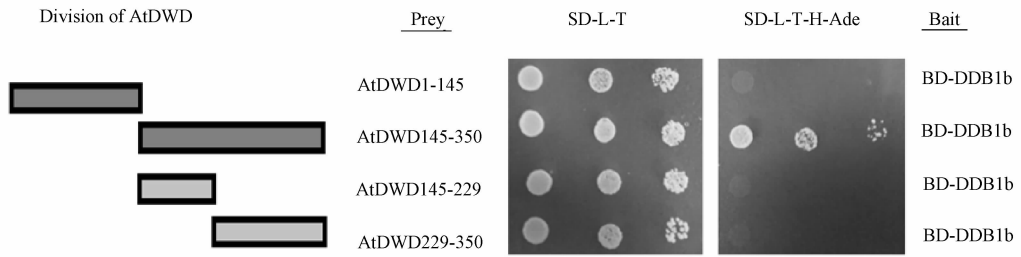 Division of AtDWD Prey SD-L-T SD-L-T-H-Ade Bait
AtDWD1-145 BD-DDB1b
AtDWD145-350 BD-DDB1b
AtDWD145-229 BD-DDB1b
AtDWD229-350 BD-DDB1b